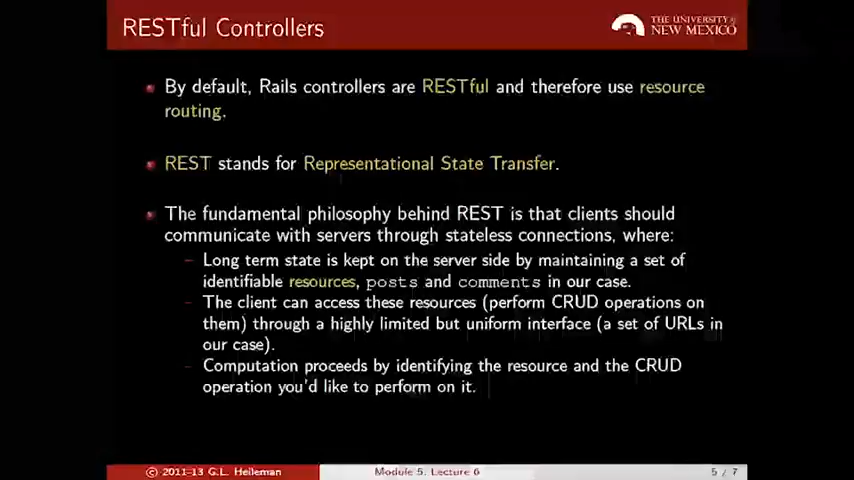 RESTful Controllers
THE UNIVERSITY of
NEW MEXICO
By default, Rails controllers are RESTful and therefore use resource
routing.
REST stands for Representational State Transfer.
The fundamental philosophy behind REST is that clients should
communicate with servers through stateless connections, where:
– Long term state is kept on the server side by maintaining a set of
identifiable resources, posts and comments in our case.
– The client can access these resources (perform CRUD operations on
them) through a highly limited but uniform interface (a set of URLs in
our case).
– Computation proceeds by identifying the resource and the CRUD
operation you'd like to perform on it.
© 2011-13 G.L. Heileman
Module 5, Lecture 6
5 / 7